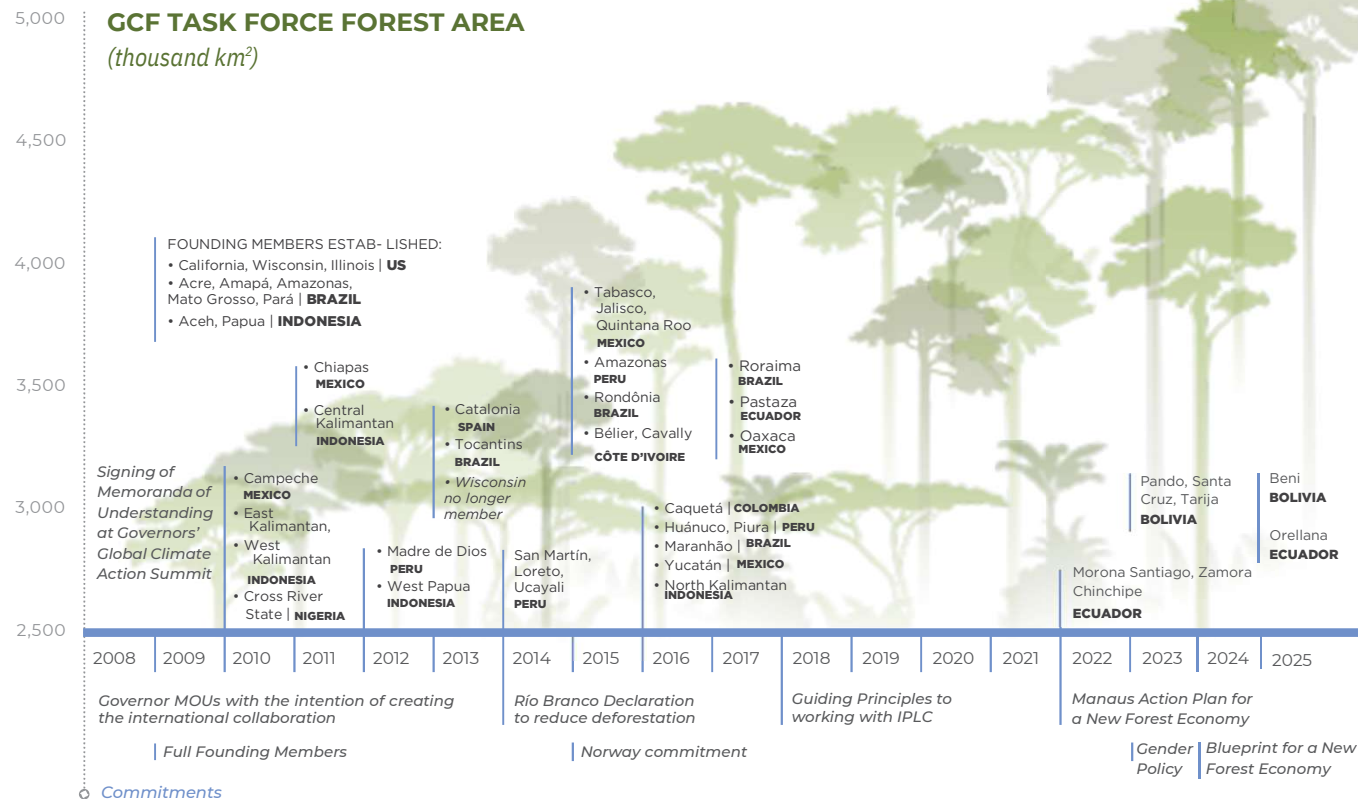 GCF TASK FORCE FOREST AREA
(thousand km²)
5,000
4,500
4,000
3,500
3,000
2,500
FOUNDING MEMBERS ESTAB- LISHED:
• California, Wisconsin, Illinois | US
• Acre, Amapá, Amazonas,
Mato Grosso, Pará | BRAZIL
• Aceh, Papua | INDONESIA
Signing of
Memoranda of
Understanding
at Governors'
Global Climate
Action Summit
• Campeche
MEXICO
• East
Kalimantan,
• West
Kalimantan
INDONESIA
• Cross River
State | NIGERIA
• Chiapas
MEXICO
• Central
Kalimantan
INDONESIA
• Madre de Dios
PERU
• West Papua
INDONESIA
• Catalonia
SPAIN
• Tocantins
BRAZIL
• Wisconsin
no longer
member
San Martín,
Loreto,
Ucayali
PERU
• Tabasco,
Jalisco,
Quintana Roo
MEXICO
• Amazonas
PERU
• Rondônia
BRAZIL
• Bélier, Cavally
CÔTE D'IVOIRE
• Caquetá | COLOMBIA
• Huánuco, Piura | PERU
• Maranhão | BRAZIL
• Yucatán | MEXICO
• North Kalimantan
INDONESIA
• Roraima
BRAZIL
• Pastaza
ECUADOR
• Oaxaca
MEXICO
Morona Santiago, Zamora
Chinchipe
ECUADOR
Pando, Santa
Cruz, Tarija
BOLIVIA
Beni
BOLIVIA
Orellana
ECUADOR
2008 2009 2010 2011 2012 2013 2014 2015 2016 2017 2018 2019 2020 2021 2022 2023 2024 2025
Governor MOUs with the intention of creating
the international collaboration
Río Branco Declaration
to reduce deforestation
Guiding Principles to
working with IPLC
Manaus Action Plan for
a New Forest Economy
Full Founding Members
Norway commitment
Gender
Policy
Blueprint for a New
Forest Economy
Commitments